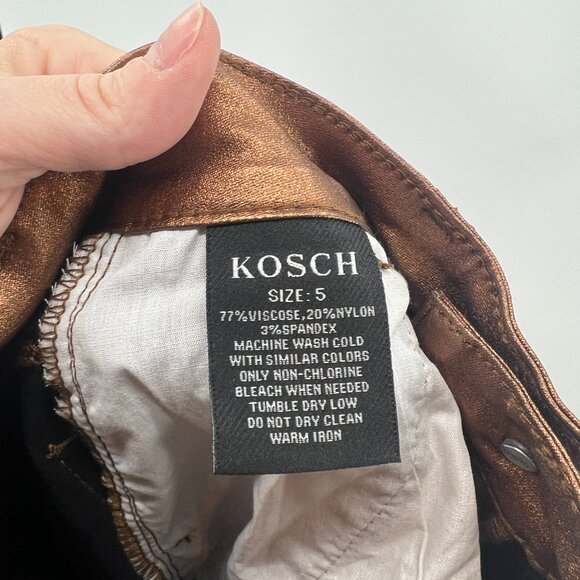 KOSCH
SIZE: 5
77%VISCOSE,20%NYLON
3%SPANDEX
MACHINE WASH COLD
WITH SIMILAR COLORS
ONLY NON-CHLORINE
BLEACH WHEN NEEDED
TUMBLE DRY LOW
DO NOT DRY CLEAN
WARM IRON